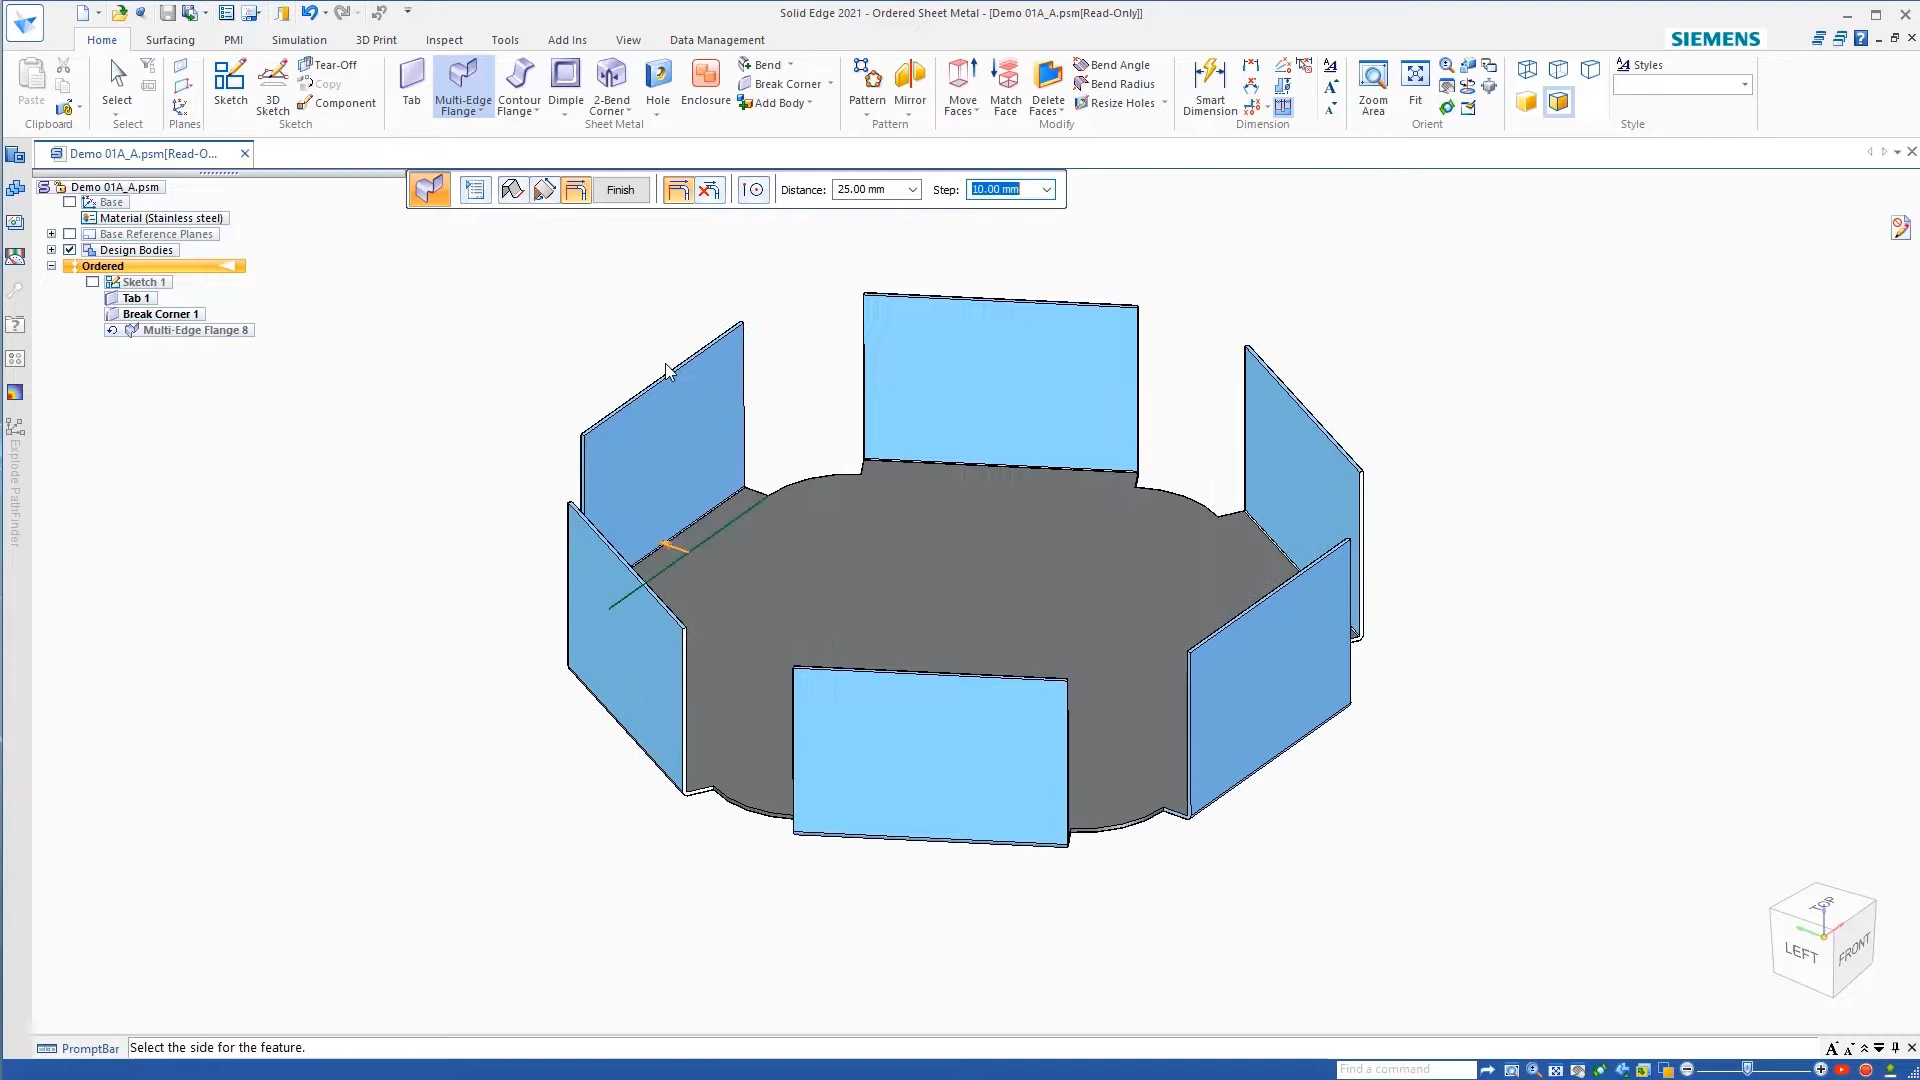 Solid Edge 2021 - Ordered Sheet Metal - [Demo 01A_A.psm[Read-Only]]
Home Surfacing PMI Simulation 3D Print Inspect Tools Add Ins View Data Management
SIEMENS
Paste
Clipboard
Select
Select
Planes
Sketch
3D Sketch
Tear-Off
Copy
Component
Sketch
Tab
Multi-Edge Flange
Contour Flange
Dimple
2-Bend Corner
Hole
Enclosure
Bend
Break Corner
Add Body
Sheet Metal
Pattern
Mirror
Pattern
Move Faces
Match Face
Delete Faces
Bend Angle
Bend Radius
Resize Holes
Modify
Smart Dimension
Dimension
Zoom Area
Fit
Orient
Styles
Style
Demo 01A_A.psm[Read-O...
Finish Distance: 25.00 mm Step: 10.00 mm
Demo 01A_A.psm
Base
Material (Stainless steel)
Base Reference Planes
Design Bodies
Ordered
Sketch 1
Tab 1
Break Corner 1
Multi-Edge Flange 8
Explode PathFinder
TOP
LEFT
FRONT
PromptBar Select the side for the feature.
Find a command